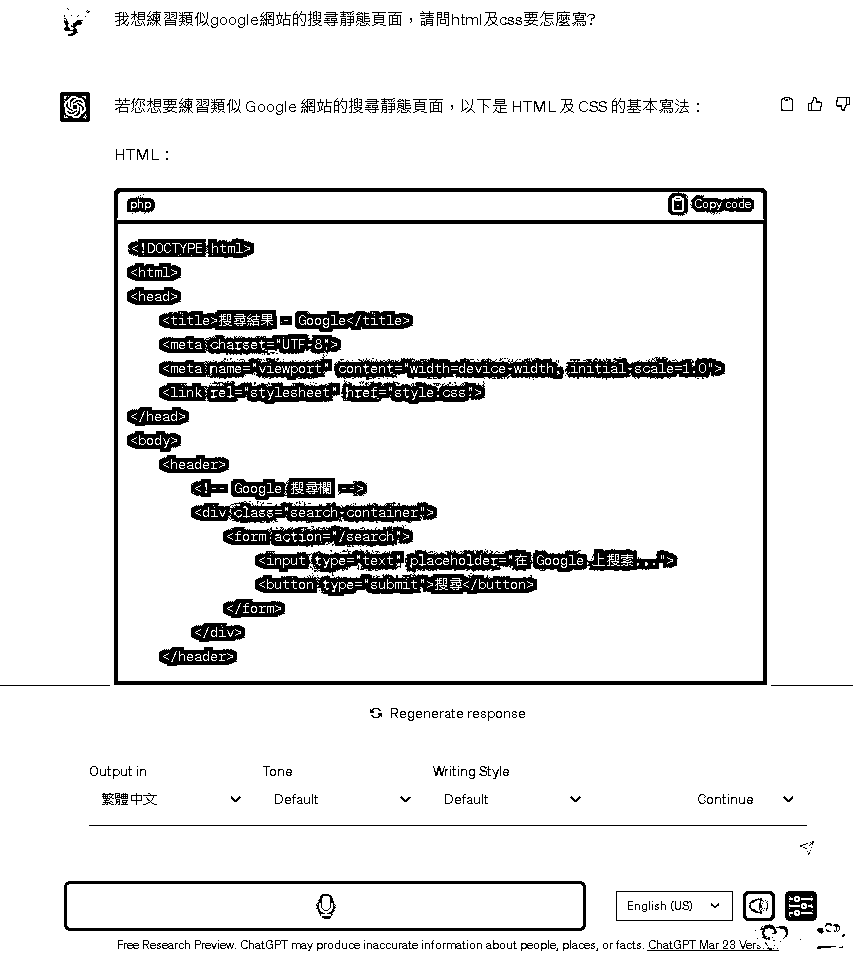 我想練習類似google網站的搜尋靜態頁面，請問html及css要怎麼寫?
若您想要練習類似 Google 網站的搜尋靜態頁面，以下是 HTML 及 CSS 的基本寫法：
HTML：
php Copy code
<!DOCTYPE html>
<html>
<head>
    <title>搜尋結果 - Google</title>
    <meta charset="UTF-8">
    <meta name="viewport" content="width=device-width, initial-scale=1.0">
    <link rel="stylesheet" href="style.css">
</head>
<body>
    <header>
        <!-- Google 搜尋欄 -->
        <div class="search-container">
            <form action="/search">
                <input type="text" placeholder="在 Google 上搜索...">
                <button type="submit">搜尋</button>
            </form>
        </div>
    </header>
Regenerate response
Output in Tone Writing Style
繁體中文 Default Default Continue
English (US)
Free Research Preview. ChatGPT may produce inaccurate information about people, places, or facts. ChatGPT Mar 23